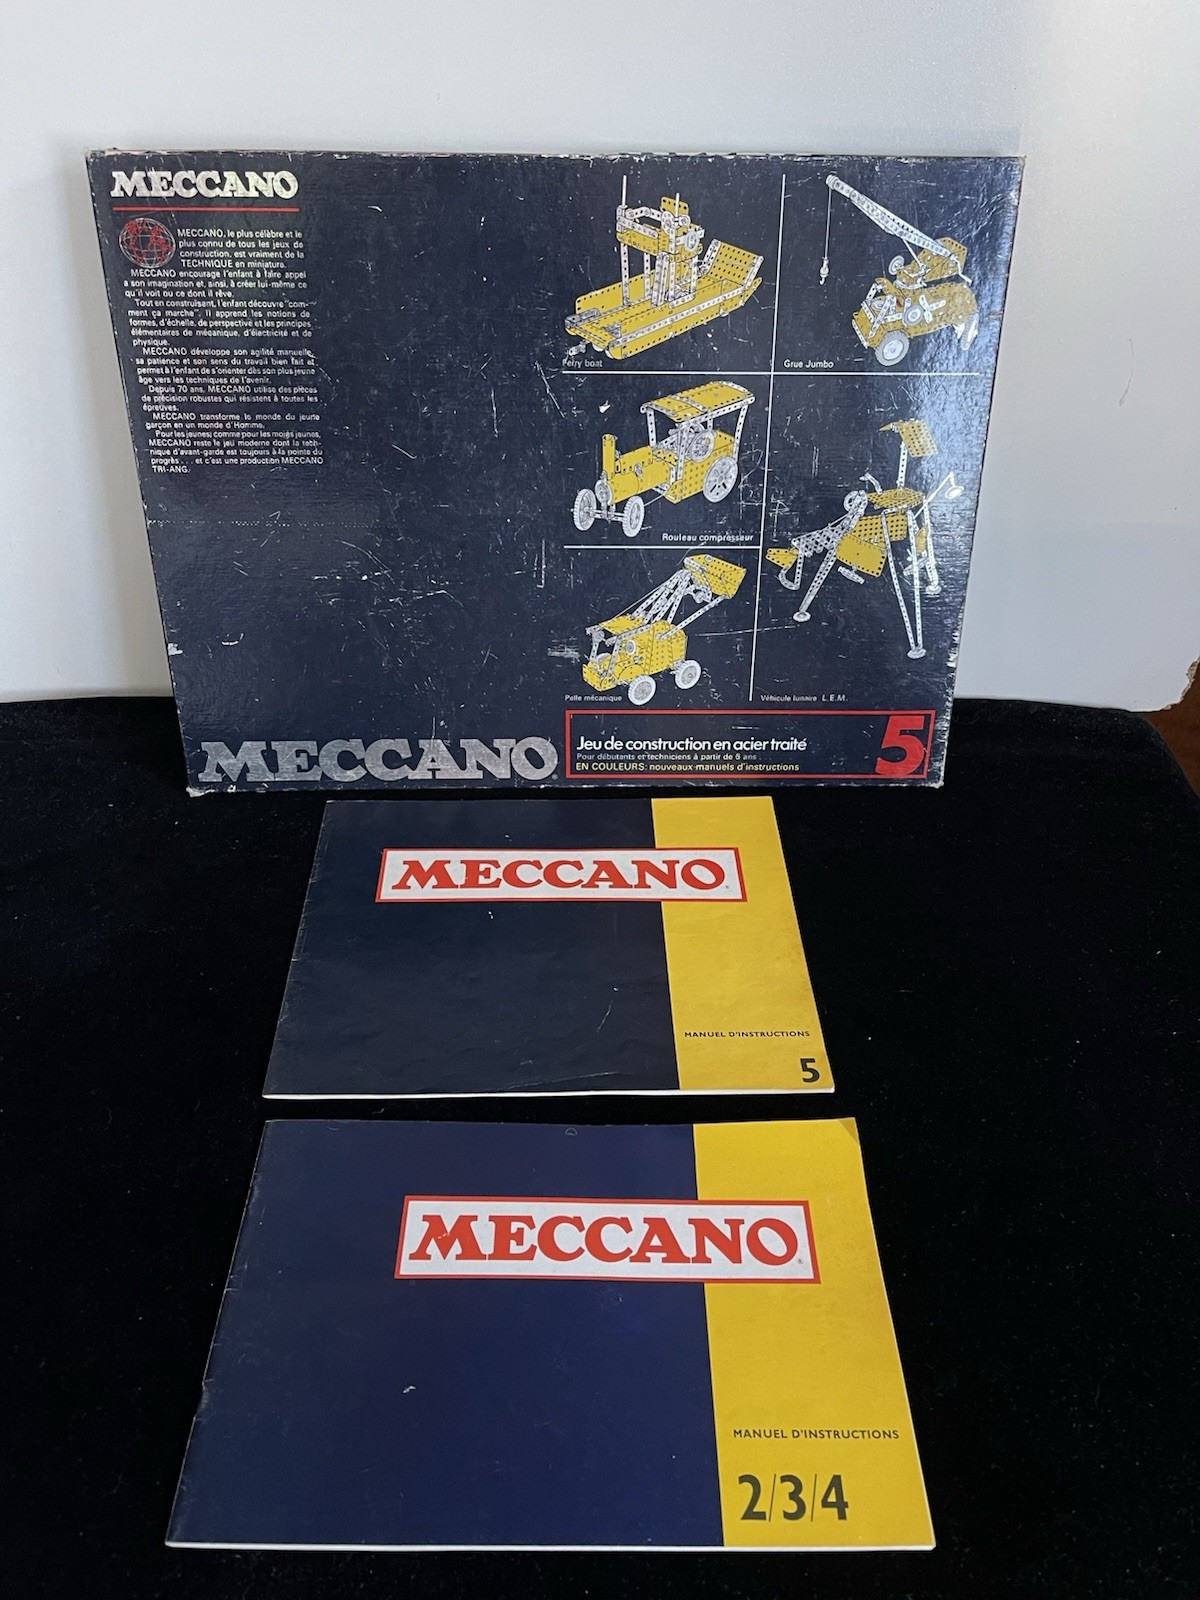 MECCANO
MECCANO, le plus célèbre et le
plus connu de tous les jeux de
construction, est vraiment de la
TECHNIQUE en miniature.
MECCANO encourage l'enfant à faire appel
a son imagination et, ainsi, à créer lui-même ce
qu'il voit ou ce dont il rêve.
Tout en construisant, l'enfant découvre "com-
ment ça marche". Il apprend les notions de
formes, d'échelle, de perspective et les principes
élémentaires de mécanique, d'électricité et de
physique.
MECCANO développe son agilité manuelle,
sa patience et son sens du travail bien fait et
permet à l'enfant de s'orienter dès son plus jeune
âge vers les techniques de l'avenir.
Depuis 70 ans, MECCANO utilise des pièces
de précision robustes qui résistent à toutes les
épreuves.
MECCANO transforme le monde du jeune
garçon en un monde d'Homme.
Pour les jeunes, comme pour les moins jeunes,
MECCANO reste le jeu moderne dont la tech-
nique d'avant-garde est toujours à la pointe du
progrès... et c'est une production MECCANO
TRI-ANG.
Ferry boat
Grue Jumbo
Rouleau compresseur
Pelle mécanique
Véhicule lunaire L.E.M.
MECCANO
Jeu de construction en acier traité
Pour débutants et techniciens à partir de 6 ans...
EN COULEURS: nouveaux manuels d'instructions
5
MECCANO
MANUEL D'INSTRUCTIONS
5
MECCANO
MANUEL D'INSTRUCTIONS
2/3/4